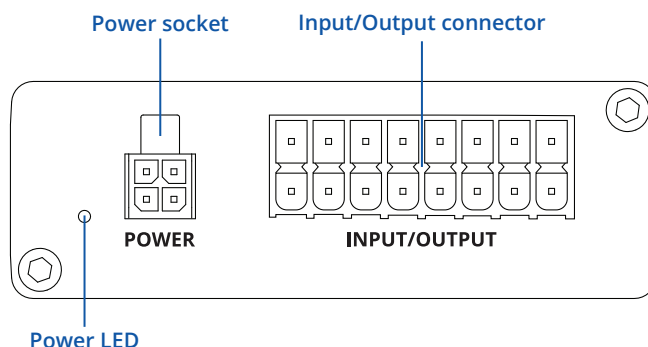 Power socket
Input/Output connector
POWER
INPUT/OUTPUT
Power LED